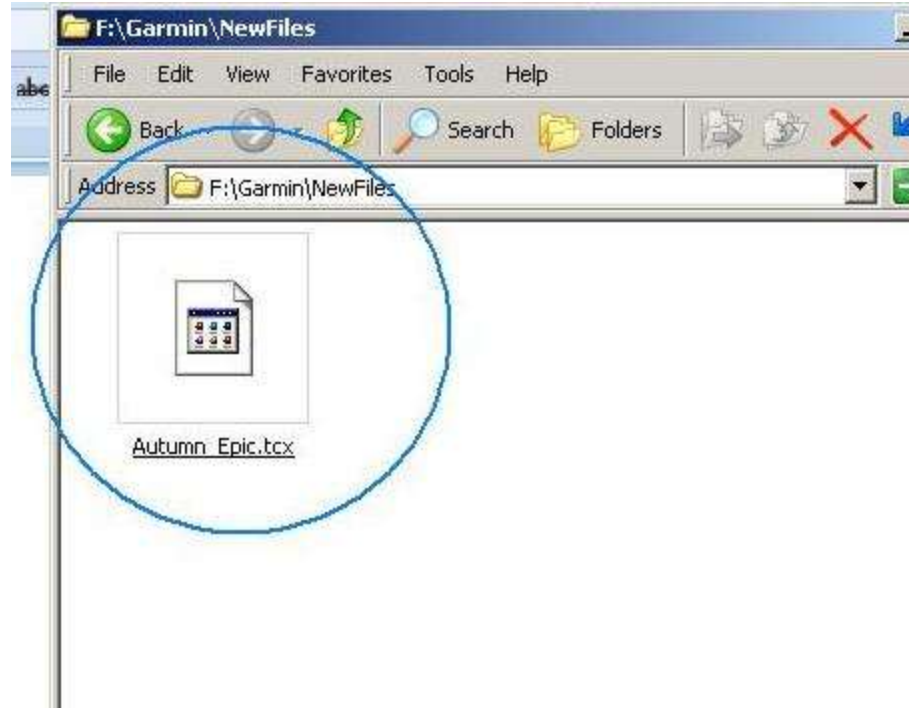 F:\Garmin\NewFiles
File Edit View Favorites Tools Help
abc
Back Search Folders
Address F:\Garmin\NewFiles
Autumn_Epic.tcx